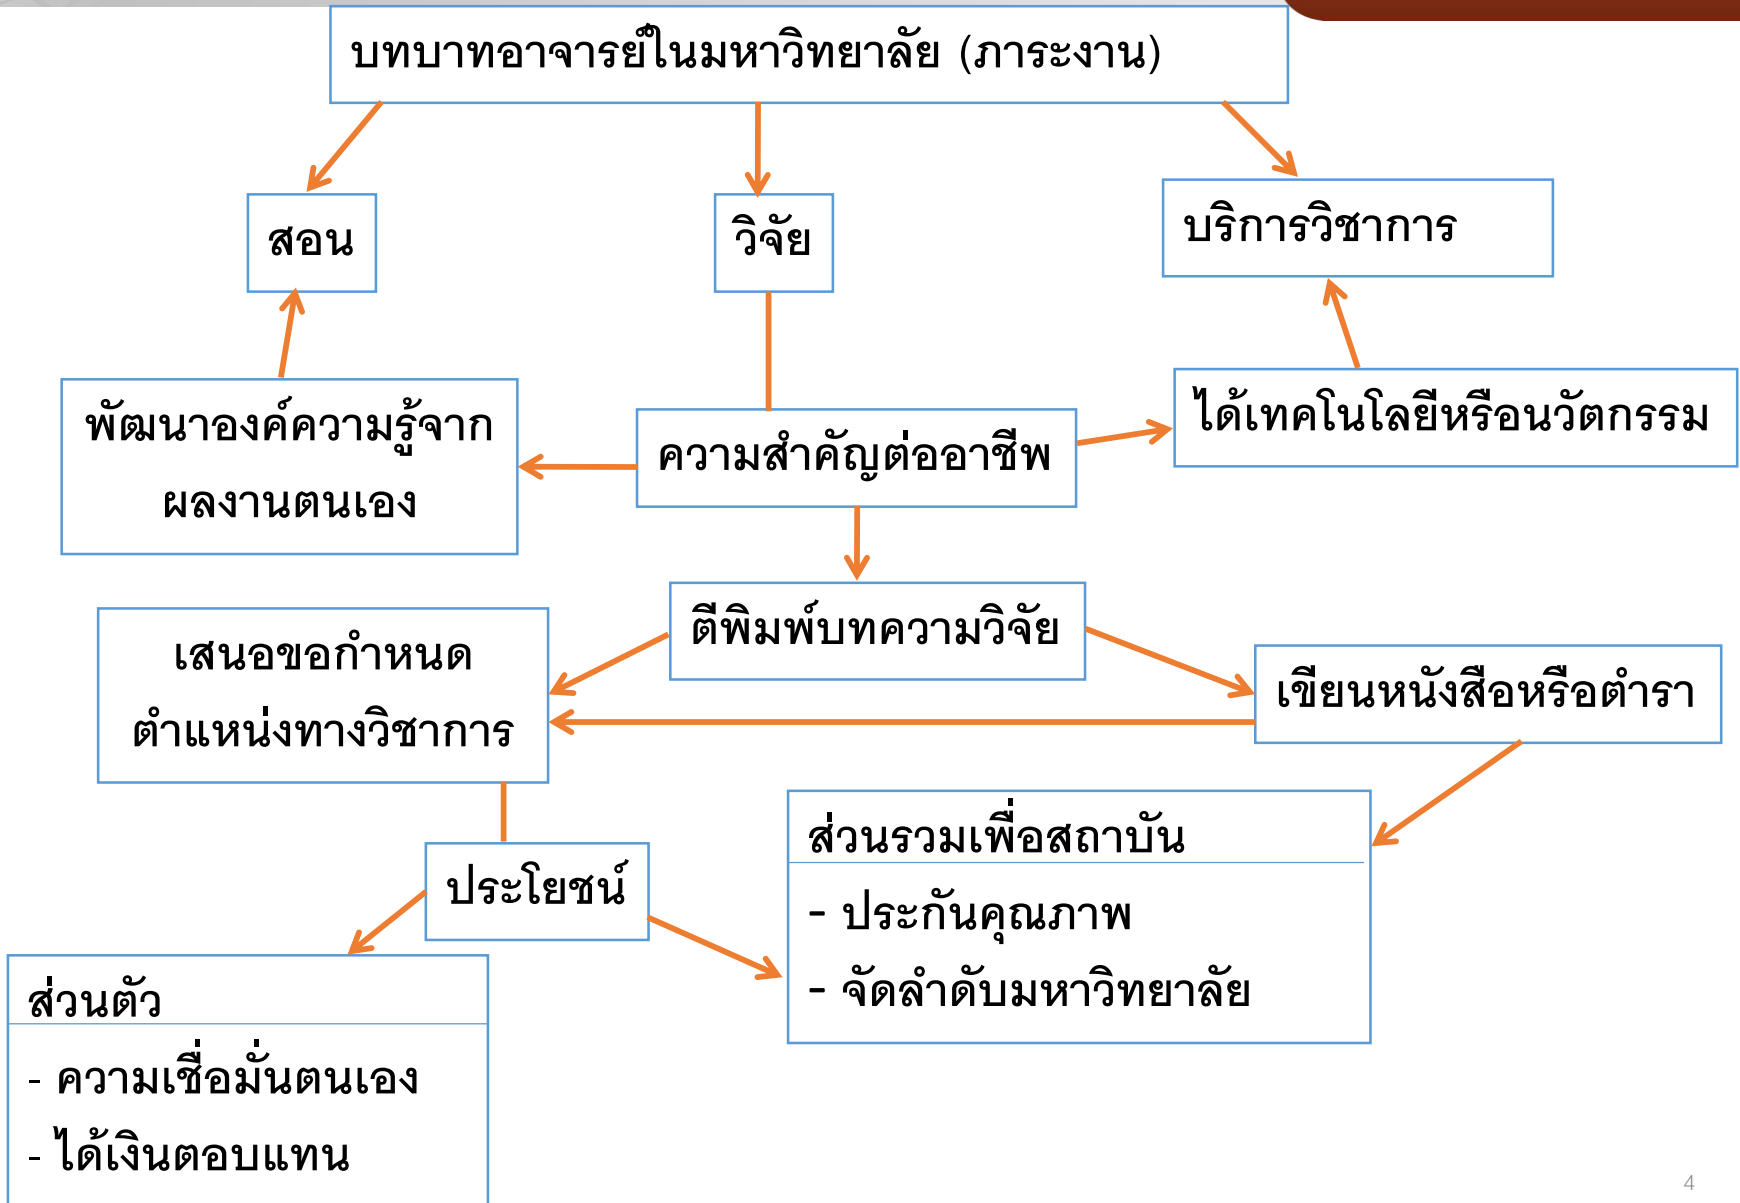 บทบาทอาจารย์ในมหาวิทยาลัย (ภาระงาน)
สอน
วิจัย
บริการวิชาการ
พัฒนาองค์ความรู้จาก
ผลงานตนเอง
ความสำคัญต่ออาชีพ
ได้เทคโนโลยีหรือนวัตกรรม
ตีพิมพ์บทความวิจัย
เสนอขอกำหนด
ตำแหน่งทางวิชาการ
เขียนหนังสือหรือตำรา
ประโยชน์
ส่วนรวมเพื่อสถาบัน
- ประกันคุณภาพ
- จัดลำดับมหาวิทยาลัย
ส่วนตัว
- ความเชื่อมั่นตนเอง
- ได้เงินตอบแทน
4